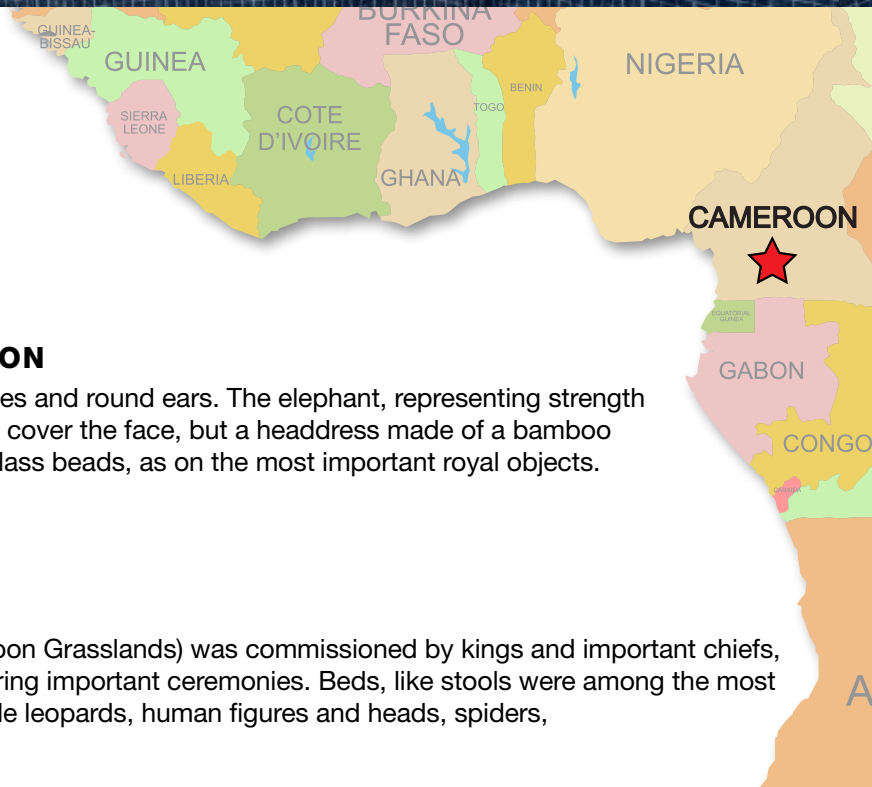 BURKINA
FASO
GUINEA-
BISSAU
GUINEA
NIGERIA
BENIN
TOGO
SIERRA
LEONE
COTE
D'IVOIRE
LIBERIA
GHANA
CAMEROON
EQUATORIAL
GUINEA
GABON
CONGO
CABINDA
A
ON
es and round ears. The elephant, representing strength
cover the face, but a headdress made of a bamboo
lass beads, as on the most important royal objects.
oon Grasslands) was commissioned by kings and important chiefs,
ring important ceremonies. Beds, like stools were among the most
le leopards, human figures and heads, spiders,